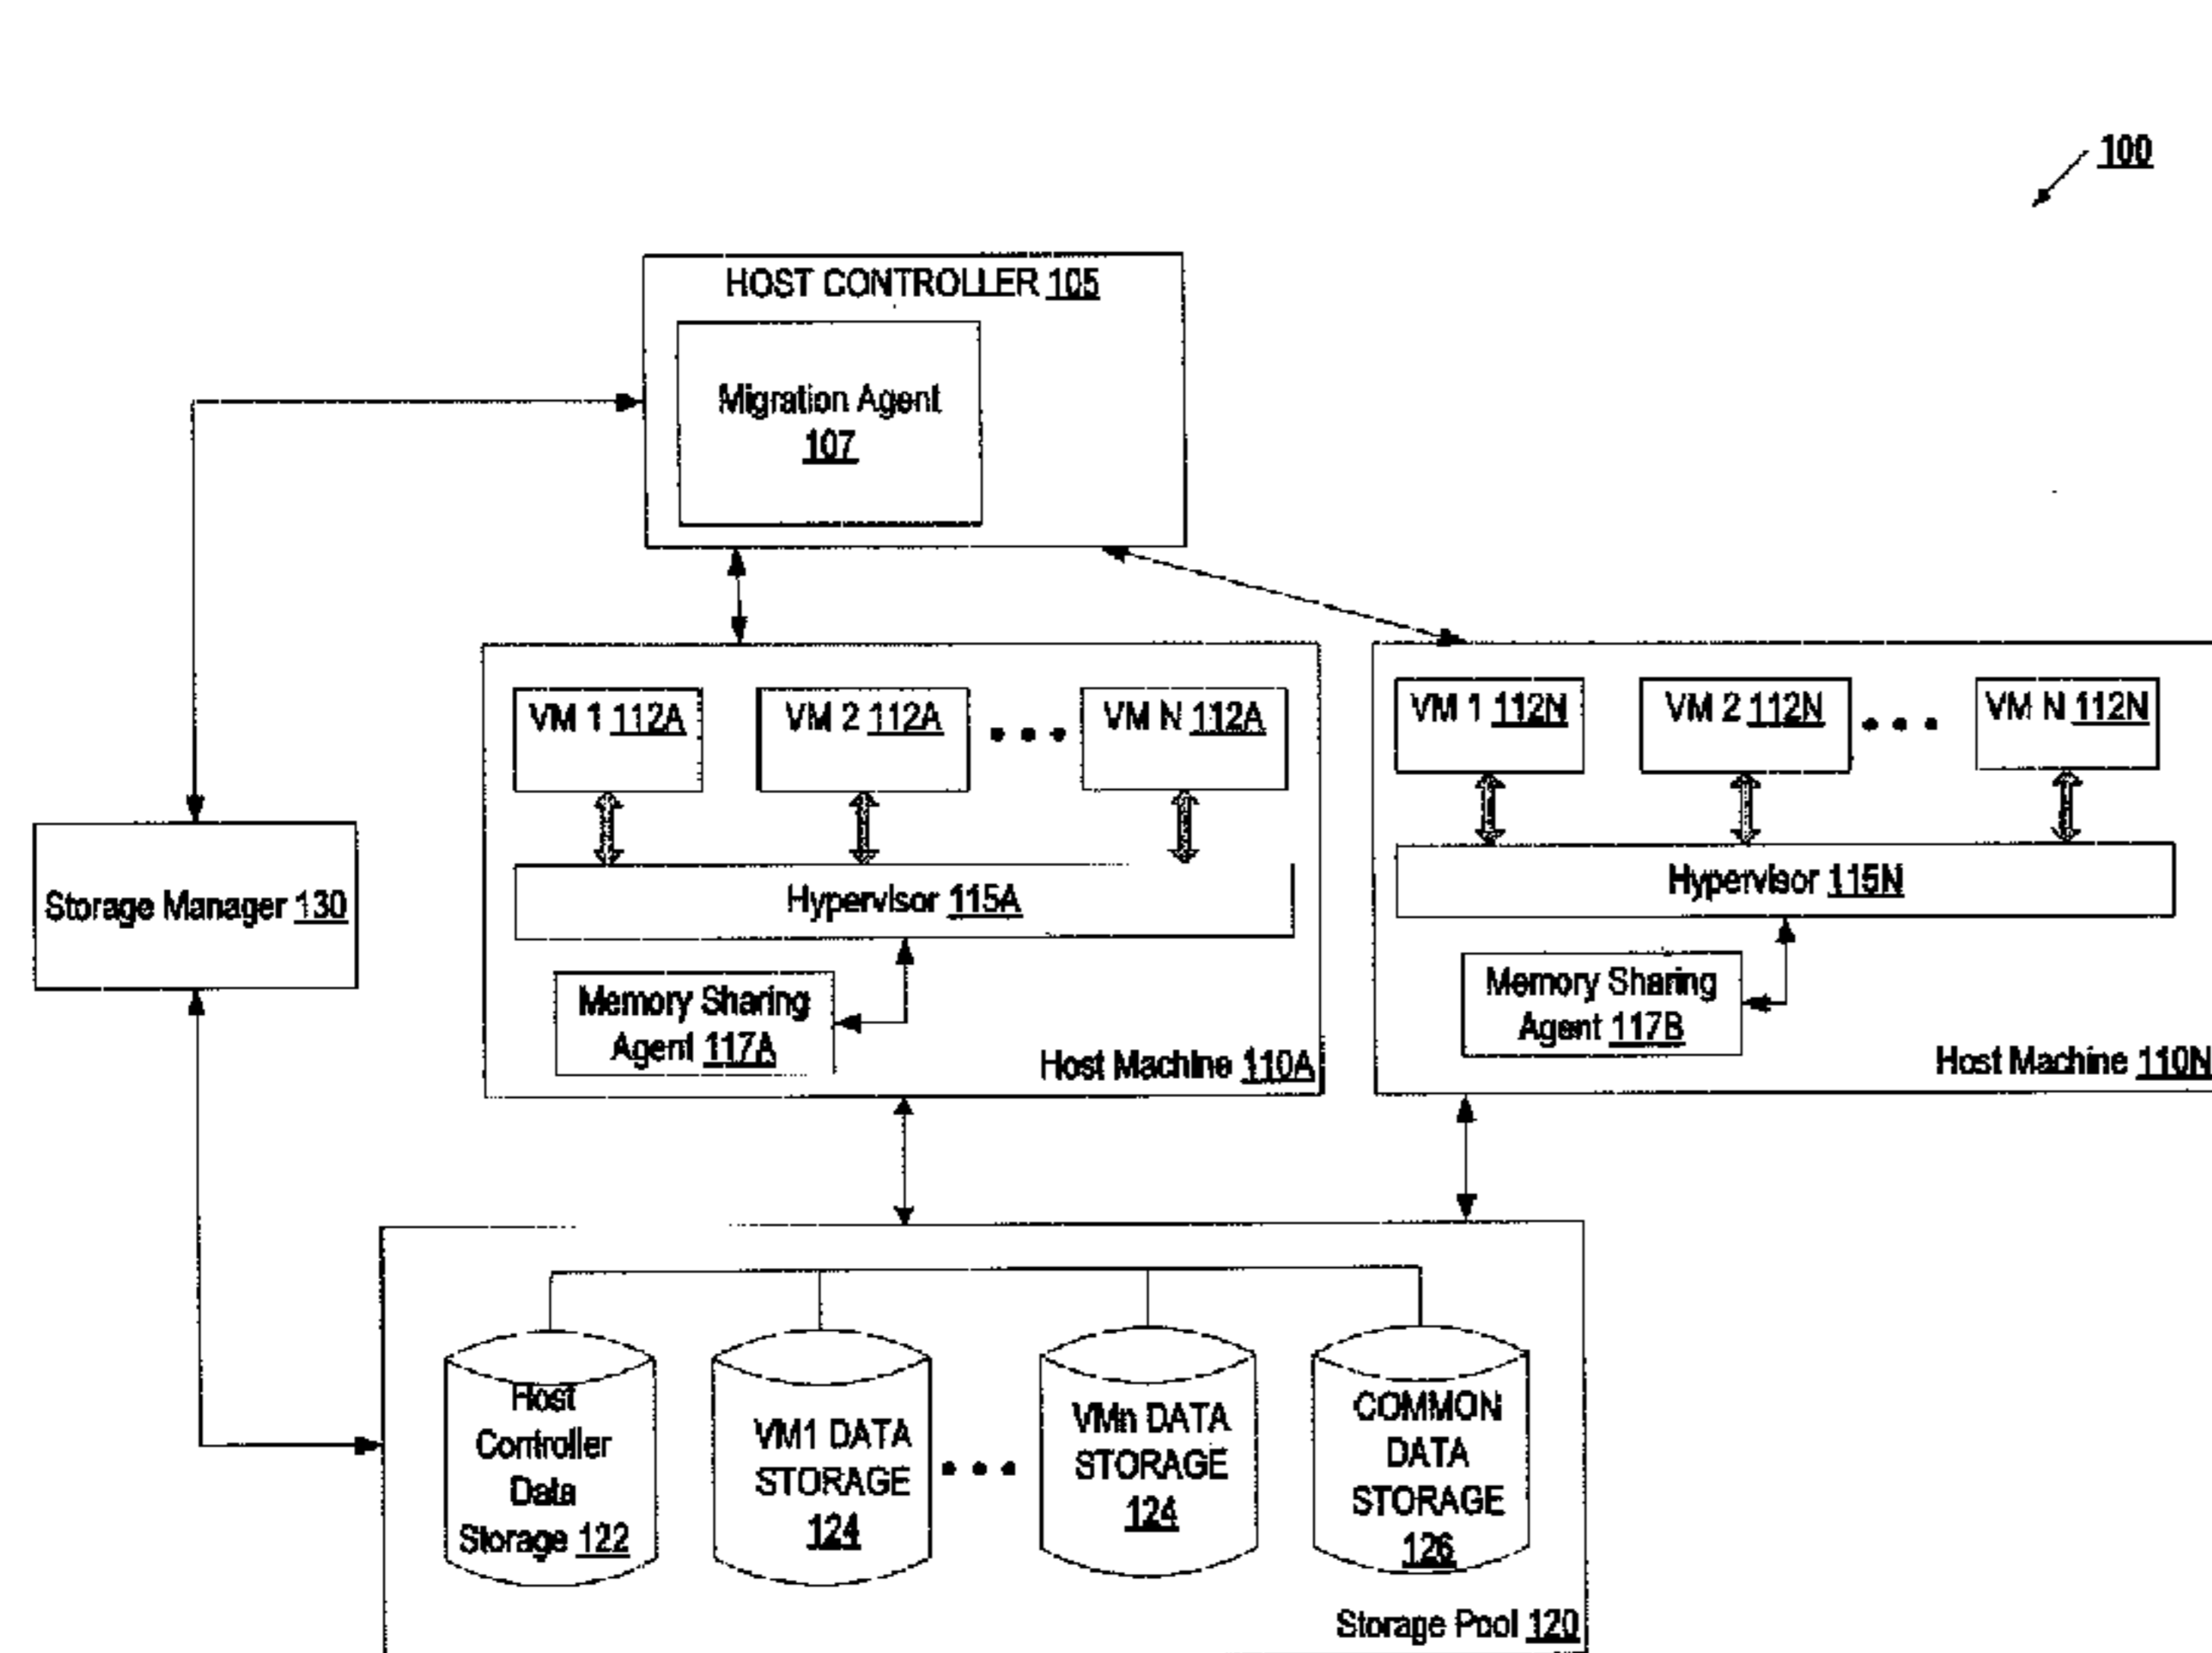 100
HOST CONTROLLER 105
Migration Agent
107
VM 1 112A
VM 2 112A
VM N 112A
VM 1 112N
VM 2 112N
VM N 112N
Storage Manager 130
Hypervisor 115A
Hypervisor 115N
Memory Sharing
Agent 117A
Host Machine 110A
Memory Sharing
Agent 117B
Host Machine 110N
Host
Controller
Data
Storage 122
VM1 DATA
STORAGE
124
VMn DATA
STORAGE
124
COMMON
DATA
STORAGE
126
Storage Pool 120